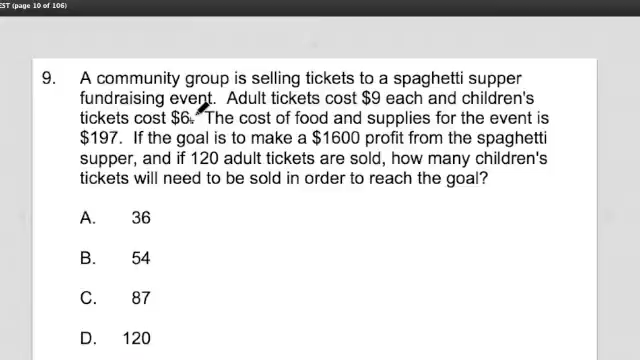 EST (page 10 of 106)
9. A community group is selling tickets to a spaghetti supper
fundraising event. Adult tickets cost $9 each and children's
tickets cost $6. The cost of food and supplies for the event is
$197. If the goal is to make a $1600 profit from the spaghetti
supper, and if 120 adult tickets are sold, how many children's
tickets will need to be sold in order to reach the goal?
A. 36
B. 54
C. 87
D. 120